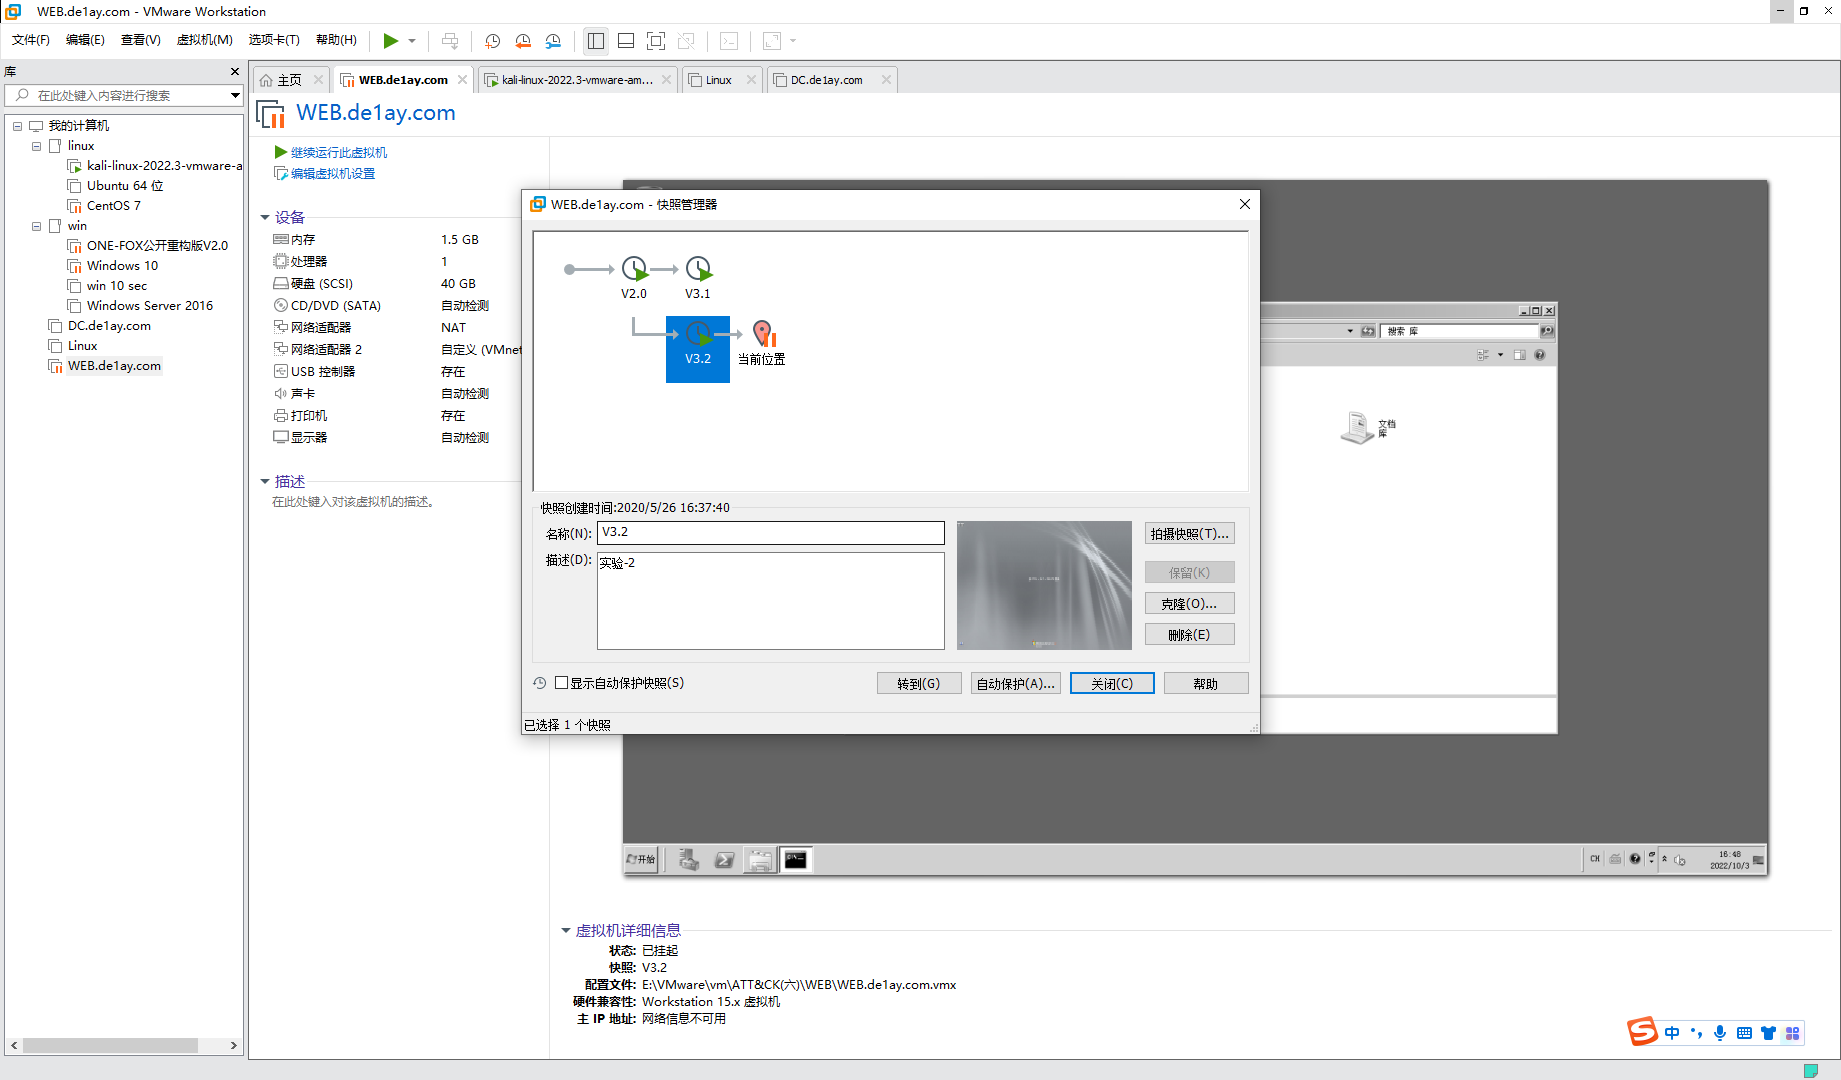 WEB.de1ay.com - VMware Workstation
文件(F) 编辑(E) 查看(V) 虚拟机(M) 选项卡(T) 帮助(H)
库
在此处键入内容进行搜索
我的计算机
linux
kali-linux-2022.3-vmware-a
Ubuntu 64 位
CentOS 7
win
ONE-FOX公开重构版V2.0
Windows 10
win 10 sec
Windows Server 2016
DC.de1ay.com
Linux
WEB.de1ay.com
主页 WEB.de1ay.com kali-linux-2022.3-vmware-am... Linux DC.de1ay.com
WEB.de1ay.com
继续运行此虚拟机
编辑虚拟机设置
设备
内存 1.5 GB
处理器 1
硬盘 (SCSI) 40 GB
CD/DVD (SATA) 自动检测
网络适配器 NAT
网络适配器 2 自定义 (VMnet
USB 控制器 存在
声卡 自动检测
打印机 存在
显示器 自动检测
描述
在此处键入对该虚拟机的描述。
WEB.de1ay.com - 快照管理器
V2.0 V3.1
V3.2 当前位置
快照创建时间:2020/5/26 16:37:40
名称(N): V3.2
描述(D): 实验-2
拍摄快照(T)...
保留(K)
克隆(O)...
删除(E)
显示自动保护快照(S)
转到(G) 自动保护(A)... 关闭(C) 帮助
已选择 1 个快照
搜索 库
文档
库
开始
CH
16:48
2022/10/3
虚拟机详细信息
状态: 已挂起
快照: V3.2
配置文件: E:\VMware\vm\ATT&CK(六)\WEB\WEB.de1ay.com.vmx
硬件兼容性: Workstation 15.x 虚拟机
主 IP 地址: 网络信息不可用
中